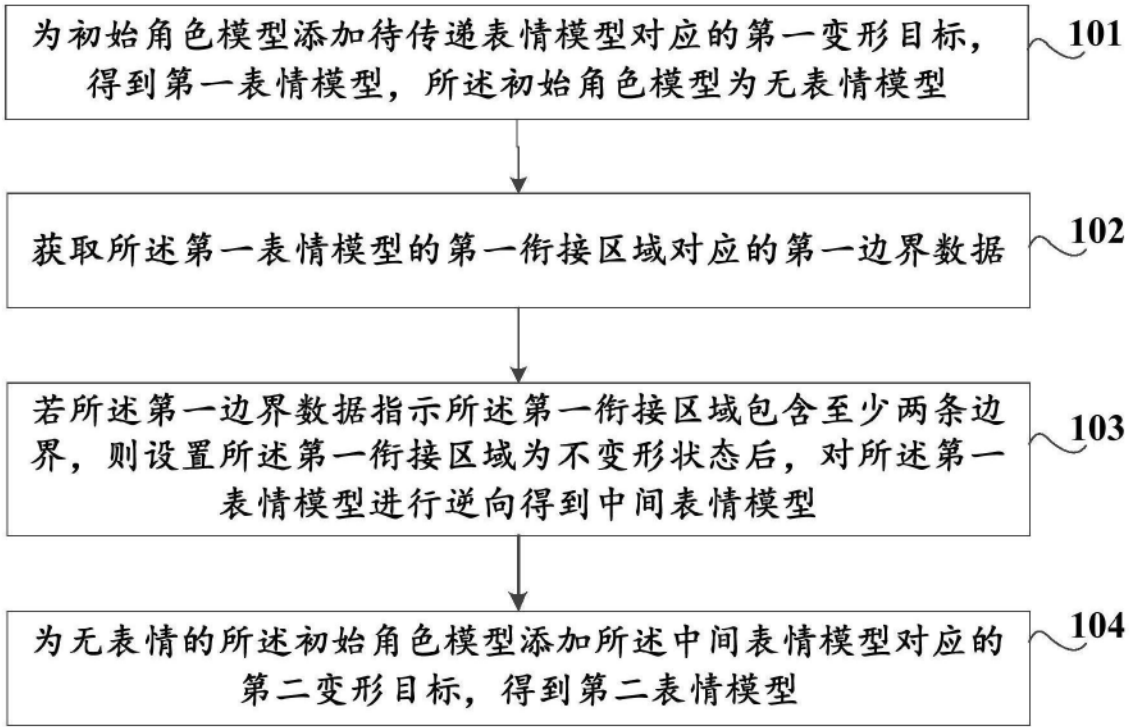 为初始角色模型添加待传递表情模型对应的第一变形目标，
得到第一表情模型，所述初始角色模型为无表情模型
101
获取所述第一表情模型的第一衔接区域对应的第一边界数据
102
若所述第一边界数据指示所述第一衔接区域包含至少两条边
界，则设置所述第一衔接区域为不变形状态后，对所述第一
表情模型进行逆向得到中间表情模型
103
为无表情的所述初始角色模型添加所述中间表情模型对应的
第二变形目标，得到第二表情模型
104